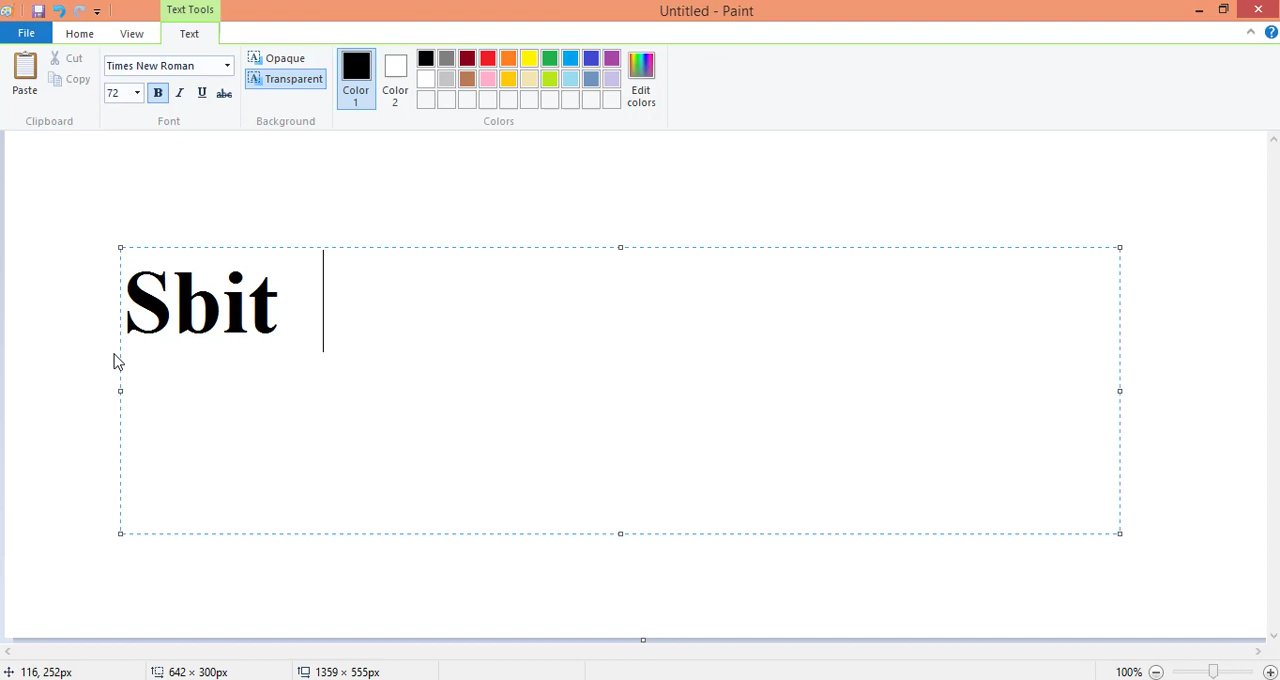 Text Tools
Untitled - Paint
File
Home
View
Text
Paste
Cut
Copy
Clipboard
Times New Roman
72
B
I
U
abc
Font
A Opaque
A Transparent
Background
Color
1
Color
2
Edit
colors
Colors
Sbit
116, 252px
642 × 300px
1359 × 555px
100%